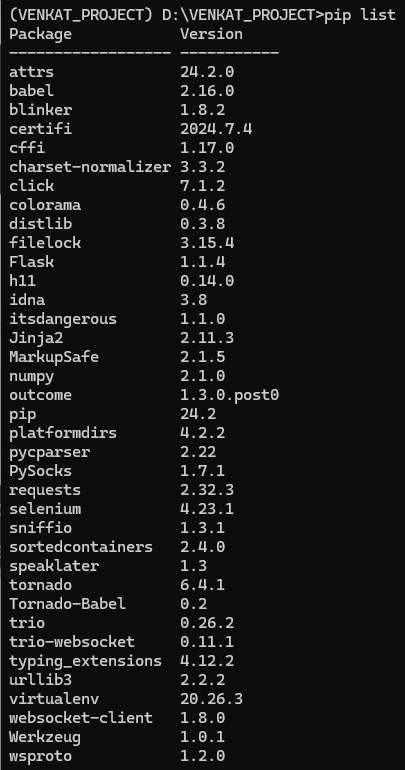 (VENKAT_PROJECT) D:\VENKAT_PROJECT>pip list
Package            Version
------------------ -----------
attrs              24.2.0
babel              2.16.0
blinker            1.8.2
certifi            2024.7.4
cffi               1.17.0
charset-normalizer 3.3.2
click              7.1.2
colorama           0.4.6
distlib            0.3.8
filelock           3.15.4
Flask              1.1.4
h11                0.14.0
idna               3.8
itsdangerous       1.1.0
Jinja2             2.11.3
MarkupSafe         2.1.5
numpy              2.1.0
outcome            1.3.0.post0
pip                24.2
platformdirs       4.2.2
pycparser          2.22
PySocks            1.7.1
requests           2.32.3
selenium           4.23.1
sniffio            1.3.1
sortedcontainers   2.4.0
speaklater         1.3
tornado            6.4.1
Tornado-Babel      0.2
trio               0.26.2
trio-websocket     0.11.1
typing_extensions  4.12.2
urllib3            2.2.2
virtualenv         20.26.3
websocket-client   1.8.0
Werkzeug           1.0.1
wsproto            1.2.0